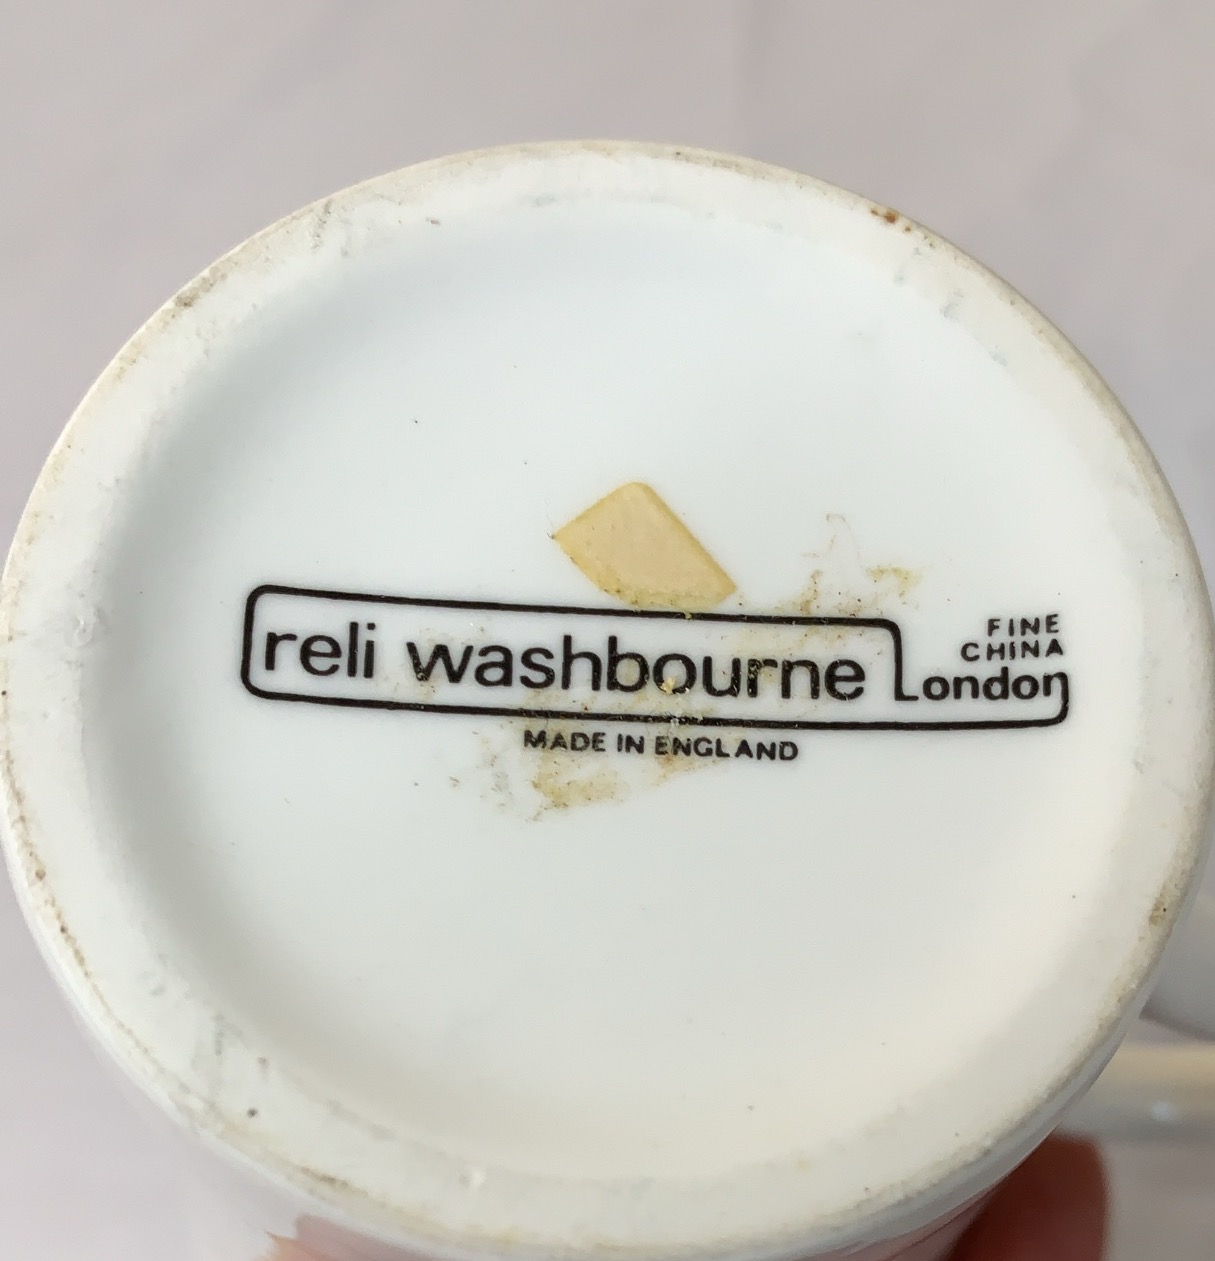 reli washbourne
FINE
CHINA
London
MADE IN ENGLAND